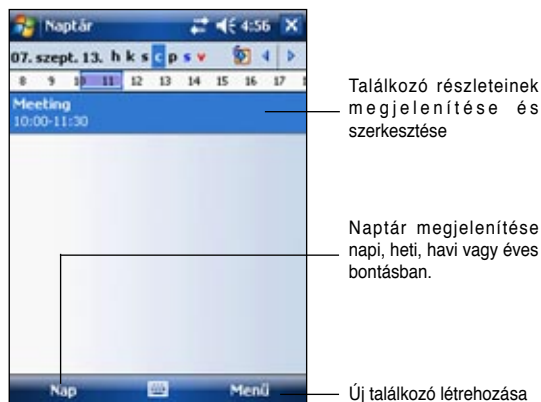 Naptár 4:56
07. szept. 13. h k s c p s v
8 9 10 11 12 13 14 15 16 17
Meeting
10:00-11:30
Nap Menü
Találkozó részleteinek
megjelenítése és
szerkesztése
Naptár megjelenítése
napi, heti, havi vagy éves
bontásban.
Új találkozó létrehozása